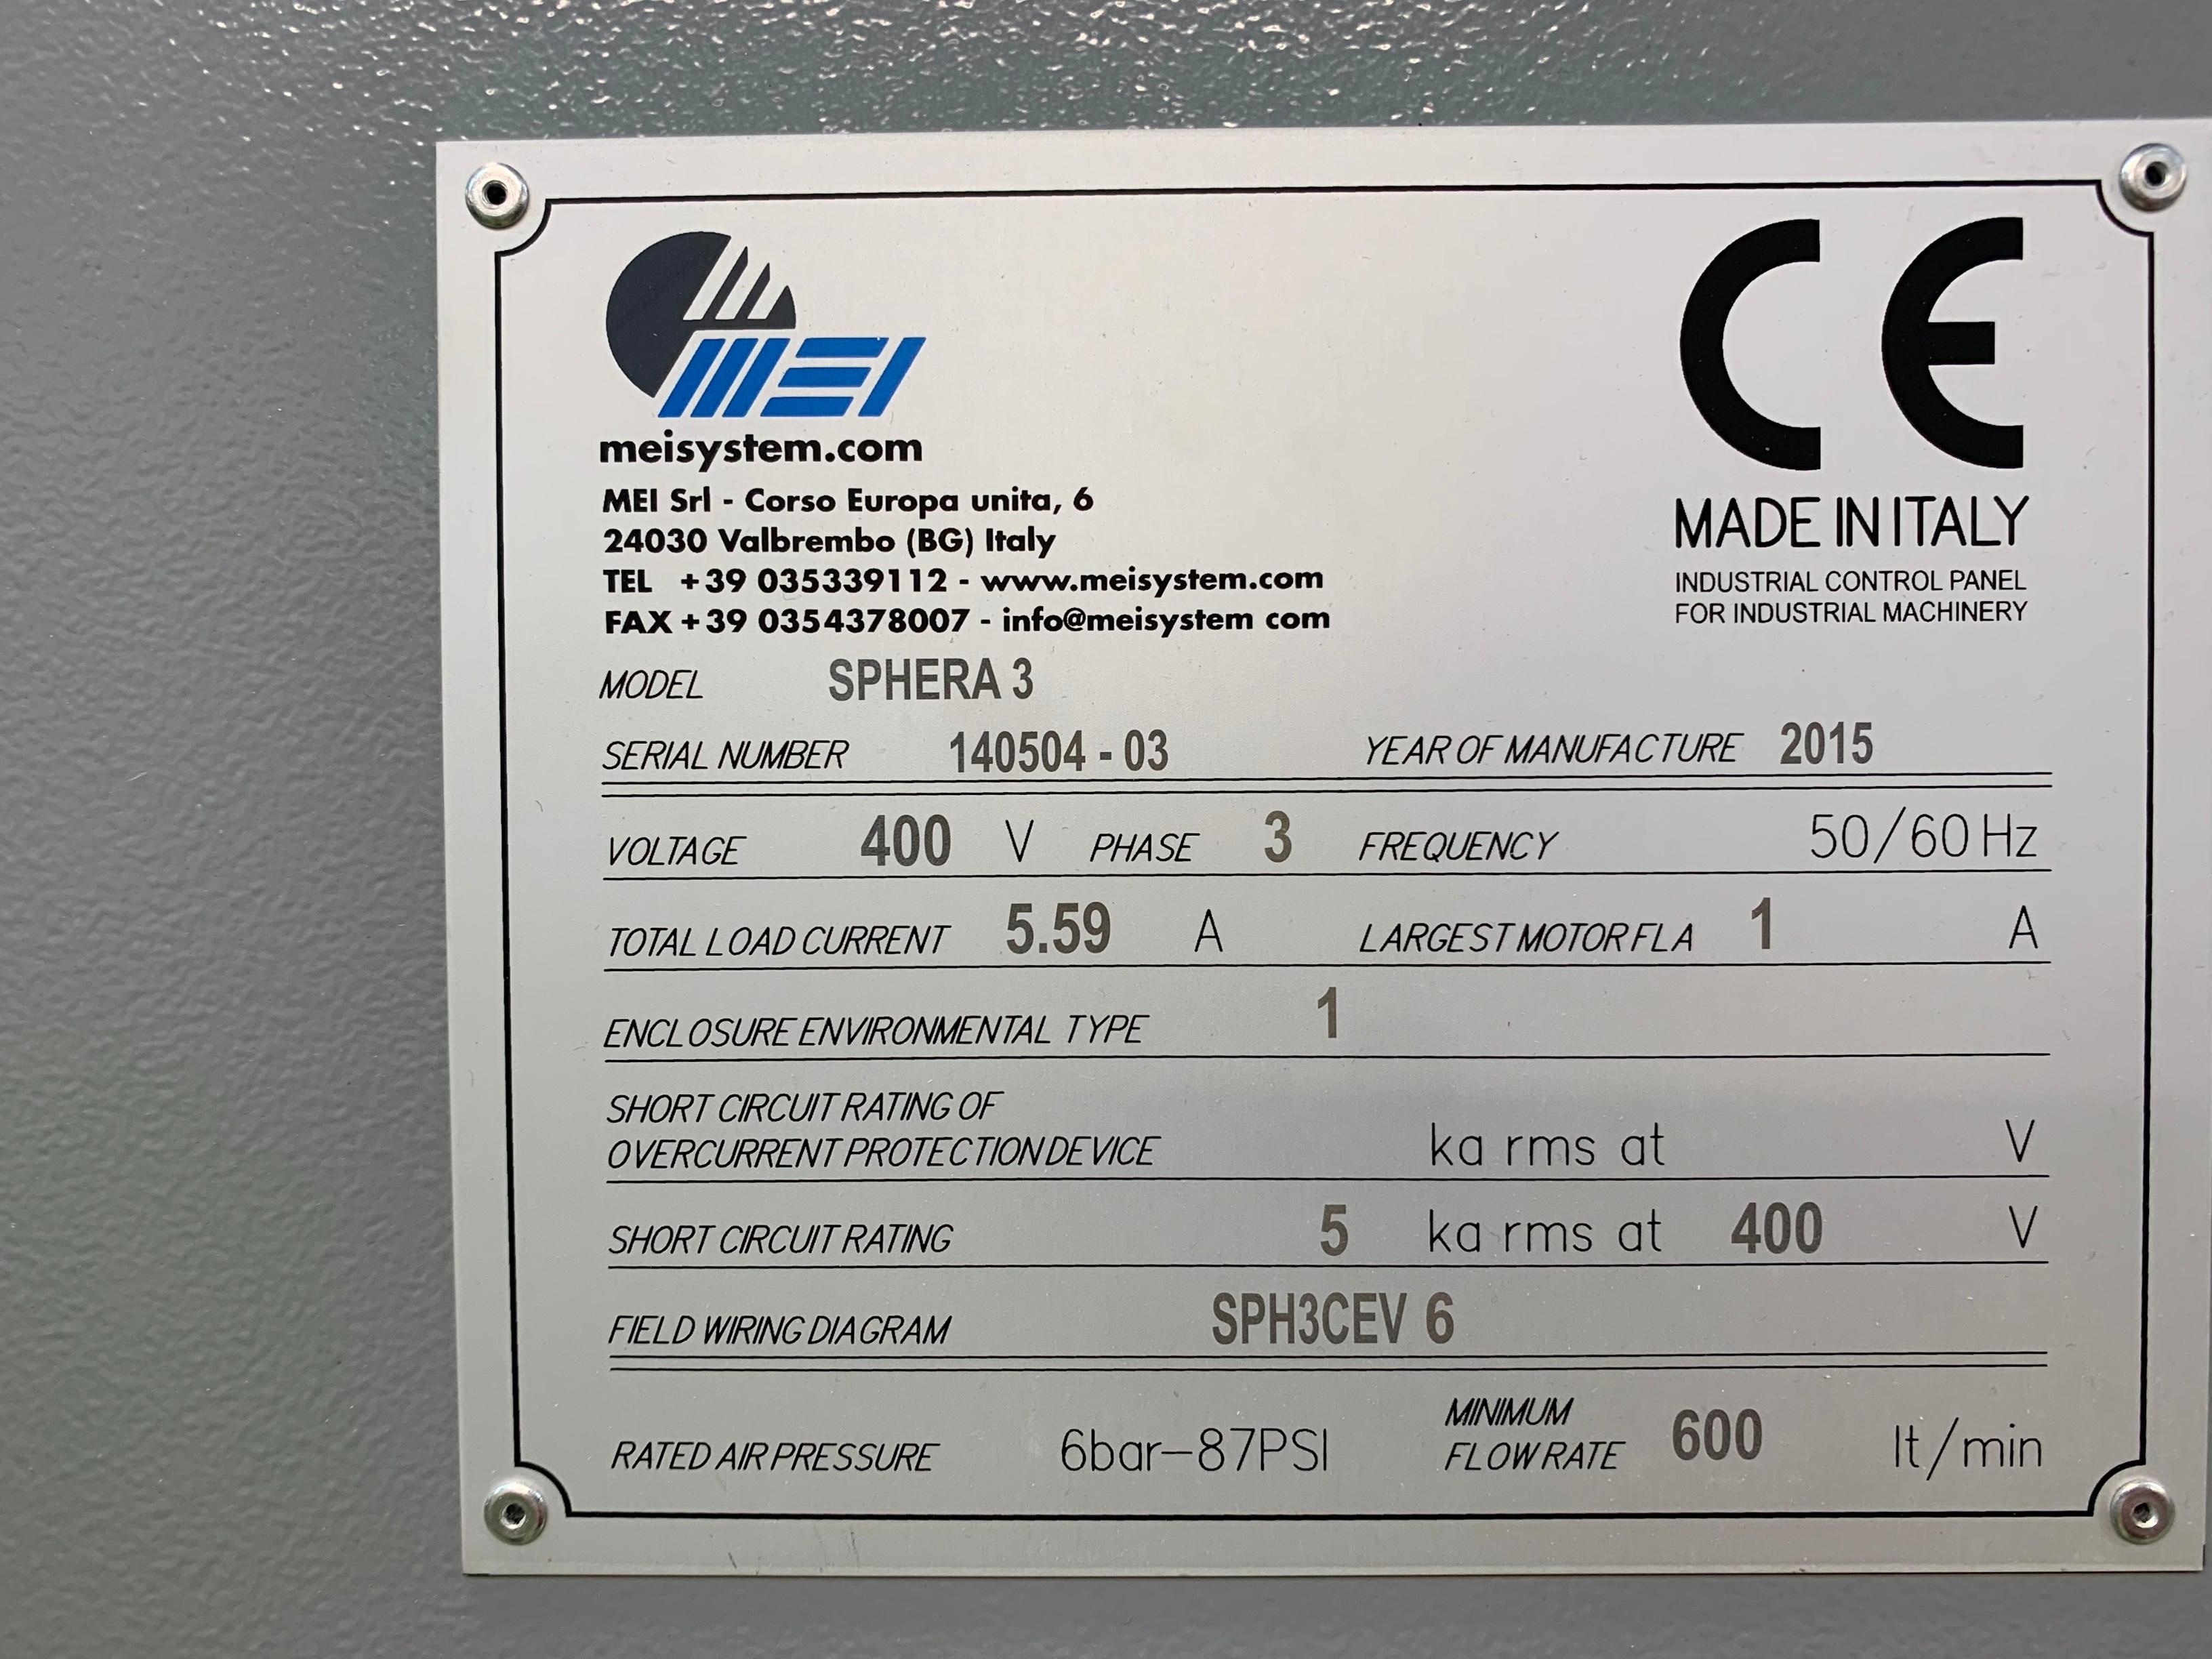 MEI
meisystem.com
MEI Srl - Corso Europa unita, 6
24030 Valbrembo (BG) Italy
TEL +39 035339112 - www.meisystem.com
FAX +39 0354378007 - info@meisystem com
CE
MADE IN ITALY
INDUSTRIAL CONTROL PANEL
FOR INDUSTRIAL MACHINERY
MODEL SPHERA 3
SERIAL NUMBER 140504 - 03 YEAR OF MANUFACTURE 2015
VOLTAGE 400 V PHASE 3 FREQUENCY 50/60 Hz
TOTAL LOAD CURRENT 5.59 A LARGEST MOTOR FLA 1 A
ENCLOSURE ENVIRONMENTAL TYPE 1
SHORT CIRCUIT RATING OF
OVERCURRENT PROTECTION DEVICE ka rms at V
SHORT CIRCUIT RATING 5 ka rms at 400 V
FIELD WIRING DIAGRAM SPH3CEV 6
RATED AIR PRESSURE 6bar-87PSI MINIMUM
FLOW RATE 600 lt/min